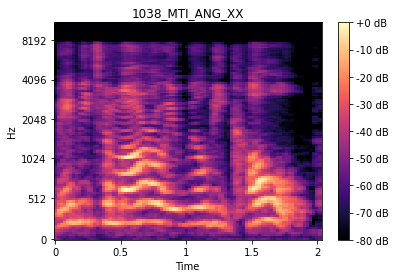 1038_MTI_ANG_XX
+0 dB
8192
-10 dB
4096
-20 dB
-30 dB
2048
Hz
-40 dB
1024
-50 dB
512
-60 dB
-70 dB
0
-80 dB
0 0.5 1 1.5 2
Time